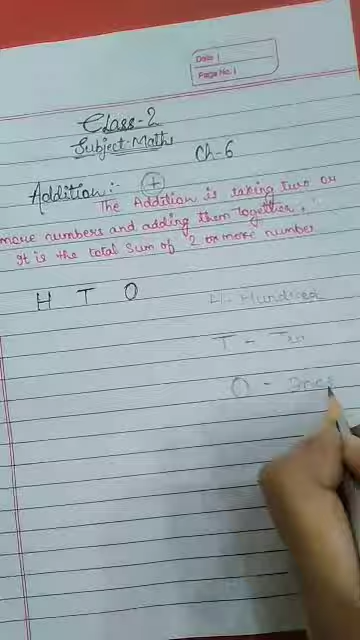 Date :
Page No. :
Class-2
Subject-Maths
Ch-6
Addition :- +
The Addition is taking two or
more numbers and adding them together.
It is the total sum of 2 or more number
H T O
H - Hundred
T - Ten
O - ones